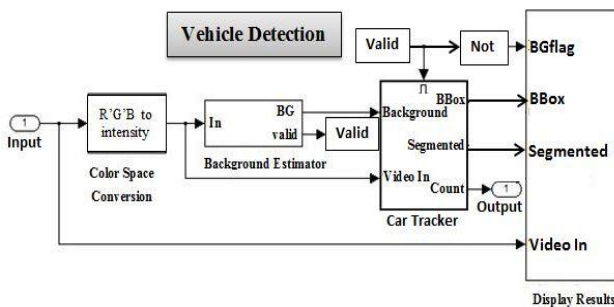 Vehicle Detection
Valid
Not
BGflag
R'G'B to
intensity
In
BG
valid
Valid
Background
BBox
BBox
Segmented
Segmented
1
Input
Color Space
Conversion
Background Estimator
Video In
Count
1
Output
Car Tracker
Video In
Display Results